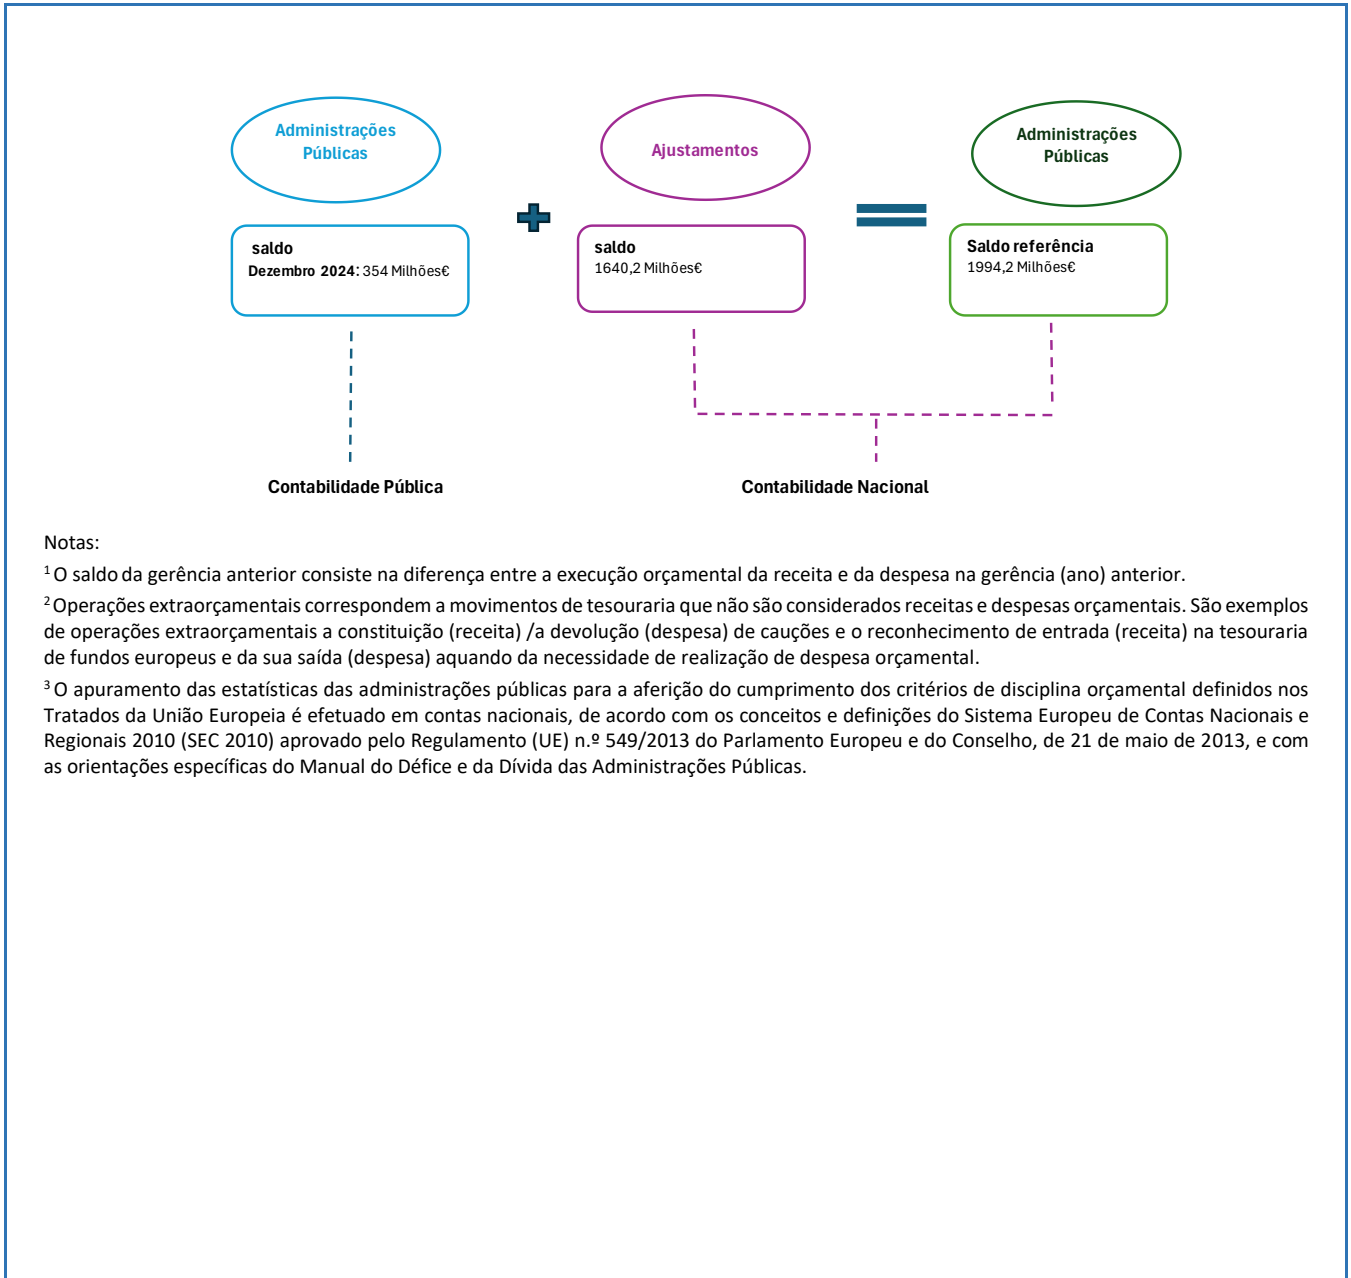 Administrações
Públicas
Ajustamentos
Administrações
Públicas
saldo
Dezembro 2024: 354 Milhões€
saldo
1640,2 Milhões€
Saldo referência
1994,2 Milhões€
Contabilidade Pública
Contabilidade Nacional
Notas:
1 O saldo da gerência anterior consiste na diferença entre a execução orçamental da receita e da despesa na gerência (ano) anterior.
2 Operações extraorçamentais correspondem a movimentos de tesouraria que não são considerados receitas e despesas orçamentais. São exemplos
de operações extraorçamentais a constituição (receita) /a devolução (despesa) de cauções e o reconhecimento de entrada (receita) na tesouraria
de fundos europeus e da sua saída (despesa) aquando da necessidade de realização de despesa orçamental.
3 O apuramento das estatísticas das administrações públicas para a aferição do cumprimento dos critérios de disciplina orçamental definidos nos
Tratados da União Europeia é efetuado em contas nacionais, de acordo com os conceitos e definições do Sistema Europeu de Contas Nacionais e
Regionais 2010 (SEC 2010) aprovado pelo Regulamento (UE) n.º 549/2013 do Parlamento Europeu e do Conselho, de 21 de maio de 2013, e com
as orientações específicas do Manual do Défice e da Dívida das Administrações Públicas.